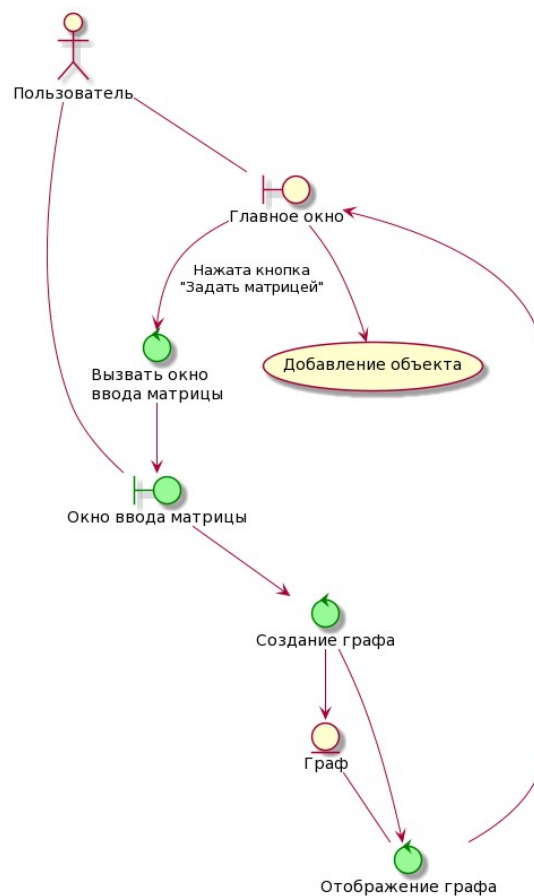 Пользователь
Главное окно
Нажата кнопка
"Задать матрицей"
Добавление объекта
Вызвать окно
ввода матрицы
Окно ввода матрицы
Создание графа
Граф
Отображение графа